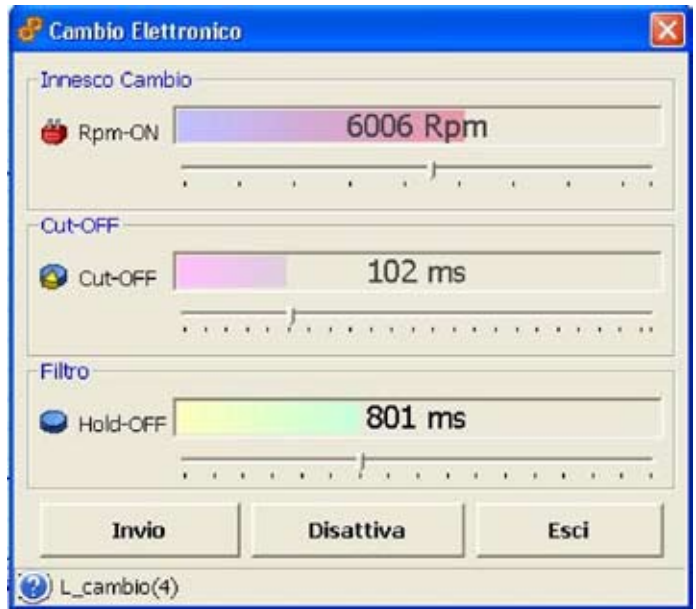 Cambio Elettronico
Innesco Cambio
Rpm-ON 6006 Rpm
Cut-OFF
Cut-OFF 102 ms
Filtro
Hold-OFF 801 ms
Invio Disattiva Esci
L_cambio(4)